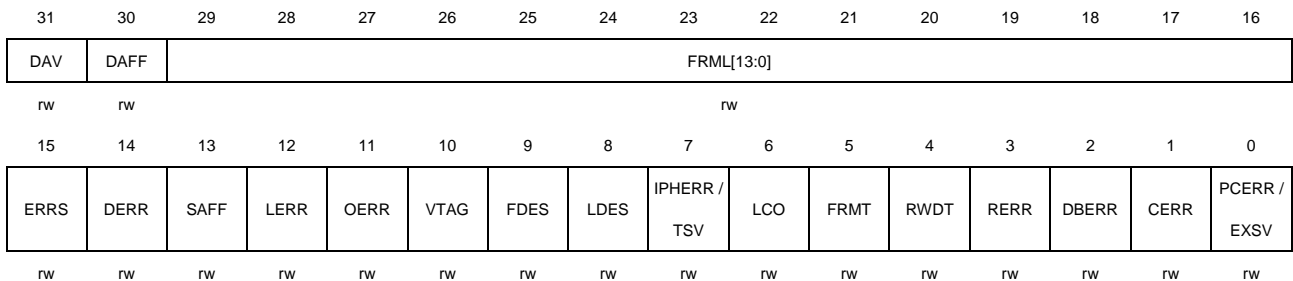 31 30 29 28 27 26 25 24 23 22 21 20 19 18 17 16
DAV DAFF FRML[13:0]
rw rw rw
15 14 13 12 11 10 9 8 7 6 5 4 3 2 1 0
ERRS DERR SAFF LERR OERR VTAG FDES LDES IPHERR / TSV LCO FRMT RWDT RERR DBERR CERR PCERR / EXSV
rw rw rw rw rw rw rw rw rw rw rw rw rw rw rw rw